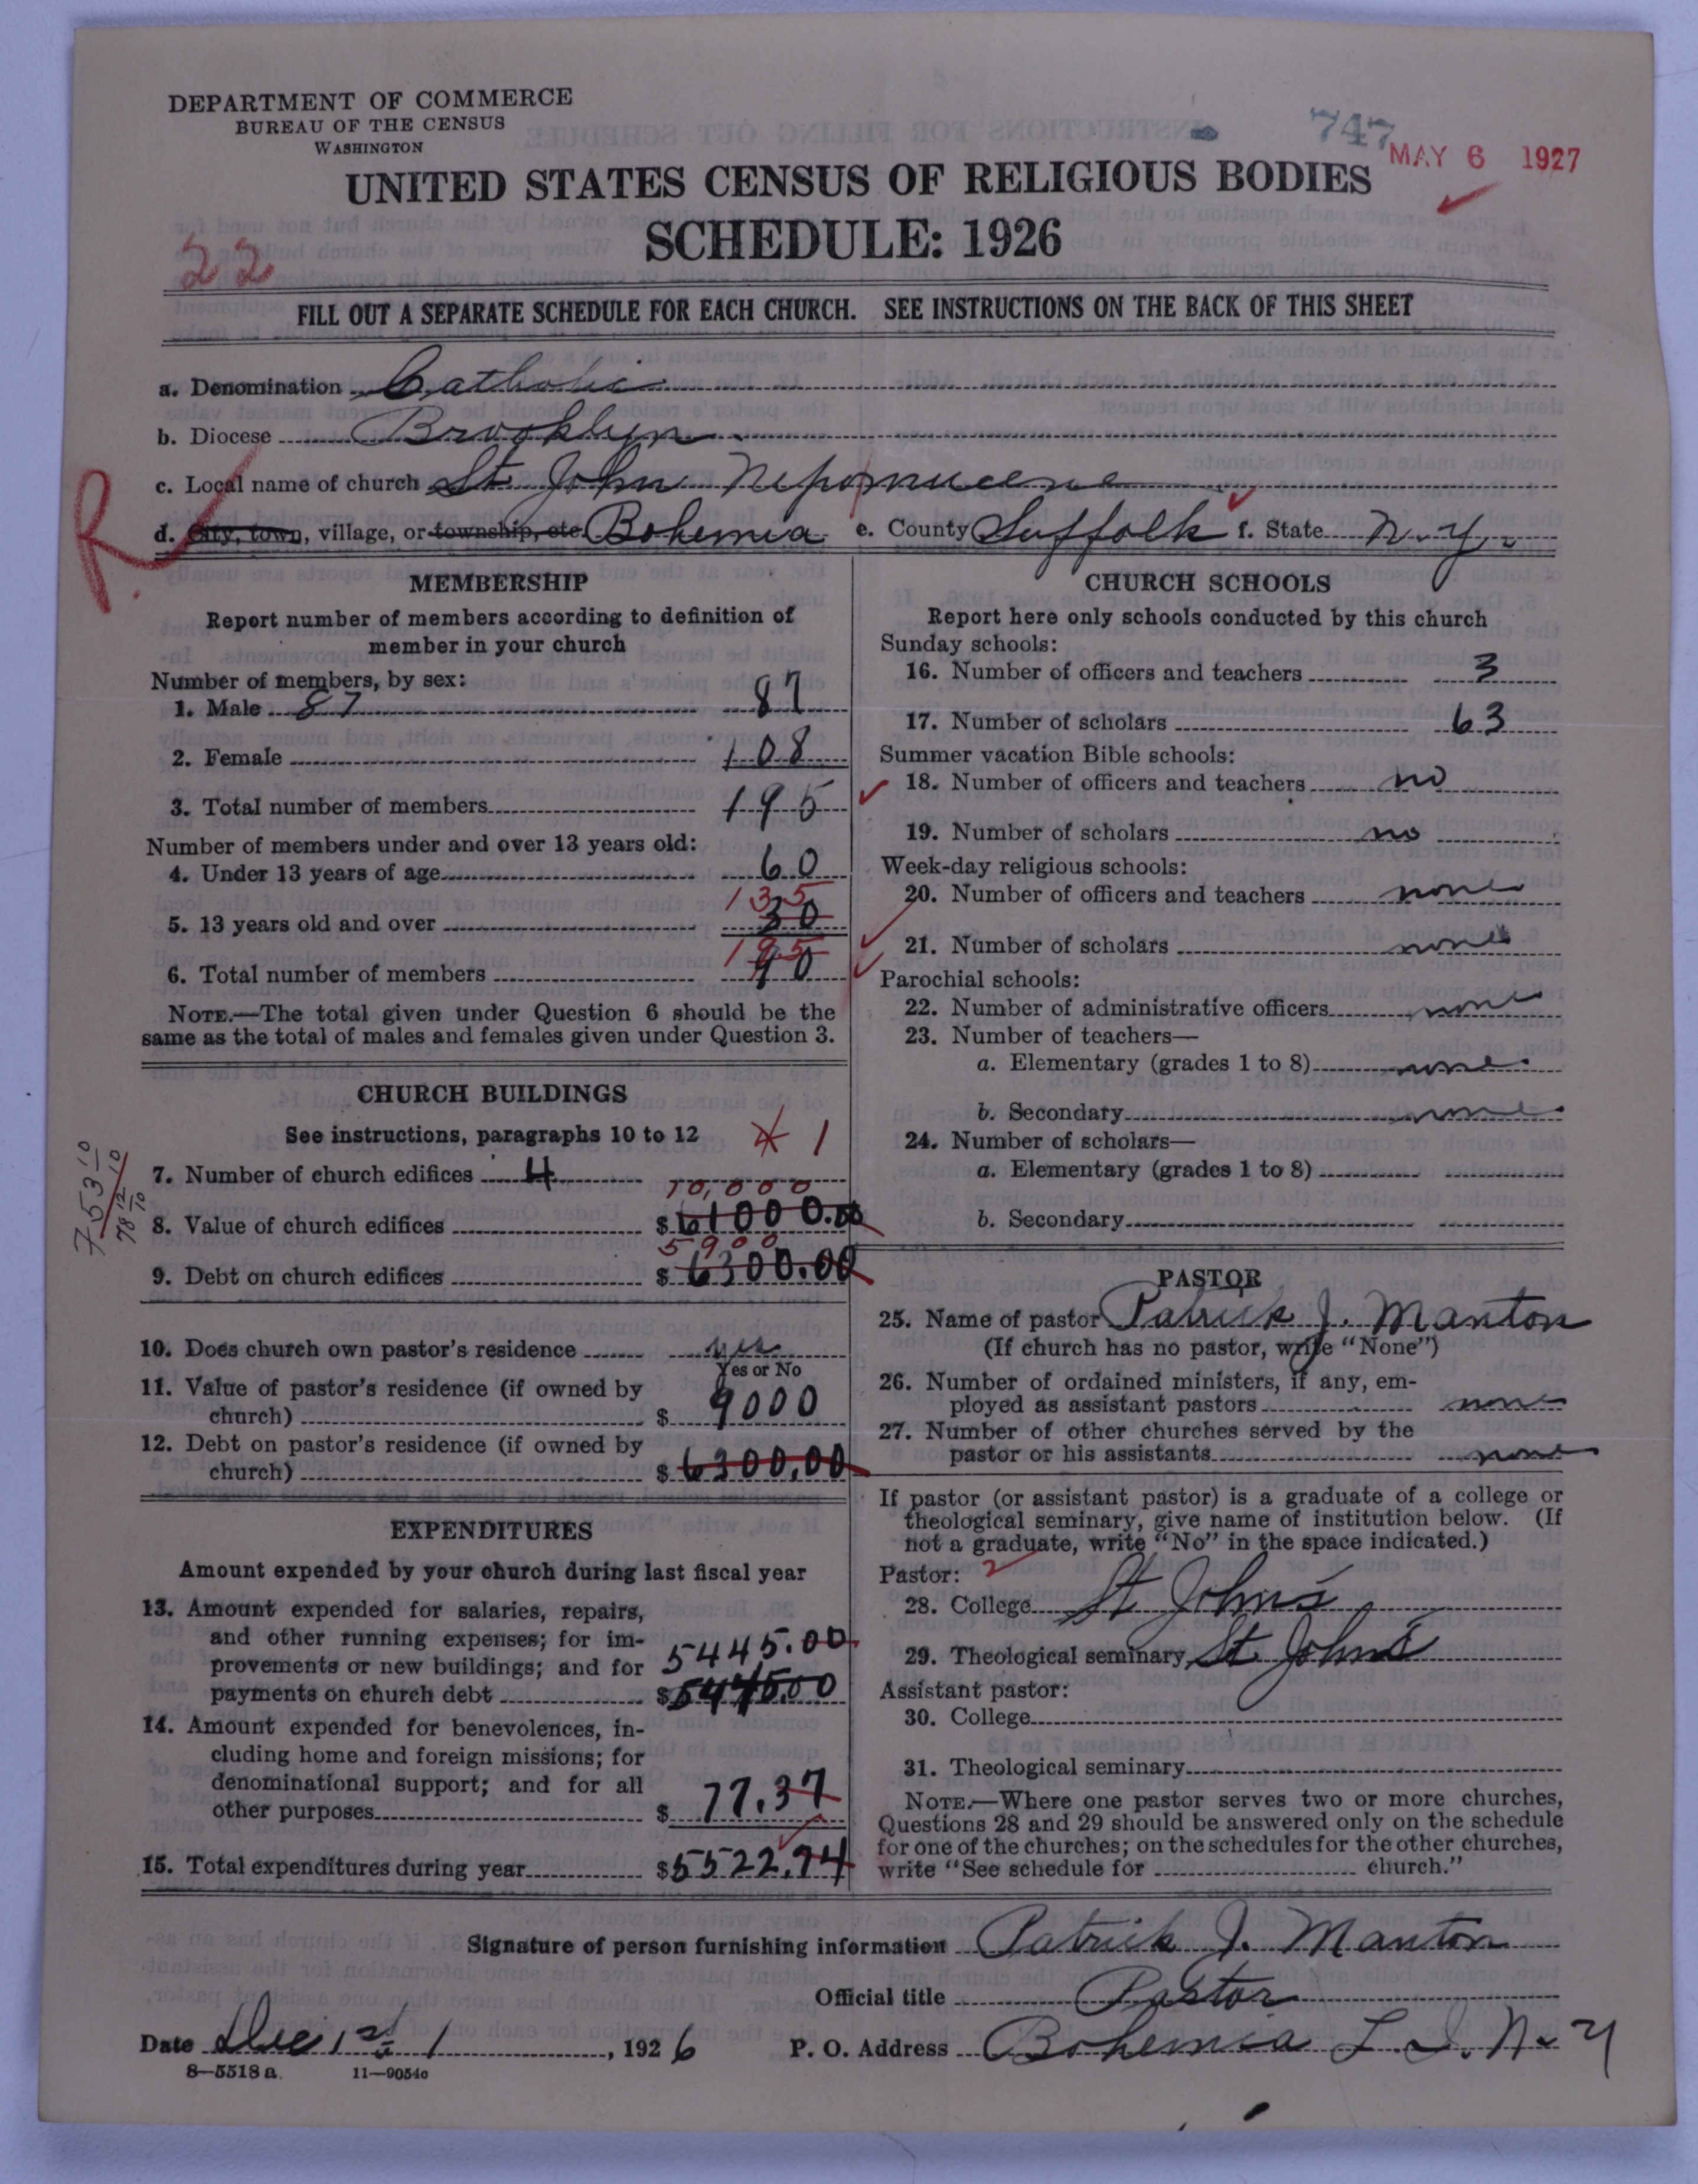 DEPARTMENT OF COMMERCE
BUREAU OF THE CENSUS
WASHINGTON
747
MAY 6 1927
UNITED STATES CENSUS OF RELIGIOUS BODIES
SCHEDULE: 1926
22
FILL OUT A SEPARATE SCHEDULE FOR EACH CHURCH. SEE INSTRUCTIONS ON THE BACK OF THIS SHEET
a. Denomination Catholic
b. Diocese Brooklyn
c. Local name of church St John Nepomucene
R.
d. City, town, village, or township, etc. Bohemia e. County Suffolk f. State N.Y.
MEMBERSHIP
Report number of members according to definition of
member in your church
Number of members, by sex:
1. Male 87 87
2. Female 108
3. Total number of members 195
Number of members under and over 13 years old:
4. Under 13 years of age 60
135
5. 13 years old and over 30
195
6. Total number of members 90
NOTE.—The total given under Question 6 should be the
same as the total of males and females given under Question 3.
CHURCH BUILDINGS
See instructions, paragraphs 10 to 12
1
7. Number of church edifices 4
10,000
8. Value of church edifices $ 61000.00
5900
9. Debt on church edifices $ 6300.00
10. Does church own pastor's residence yes
Yes or No
11. Value of pastor's residence (if owned by
church) $ 9000
12. Debt on pastor's residence (if owned by
church) $ 6300.00
EXPENDITURES
Amount expended by your church during last fiscal year
13. Amount expended for salaries, repairs,
and other running expenses; for im-
provements or new buildings; and for 5445.00
payments on church debt $ 5445.00
14. Amount expended for benevolences, in-
cluding home and foreign missions; for
denominational support; and for all
other purposes $ 77.37
15. Total expenditures during year $5522.74
CHURCH SCHOOLS
Report here only schools conducted by this church
Sunday schools:
16. Number of officers and teachers 3
17. Number of scholars 63
Summer vacation Bible schools:
18. Number of officers and teachers no
19. Number of scholars no
Week-day religious schools:
20. Number of officers and teachers none
21. Number of scholars none
Parochial schools:
22. Number of administrative officers none
23. Number of teachers—
a. Elementary (grades 1 to 8) none
b. Secondary none
24. Number of scholars—
a. Elementary (grades 1 to 8)
b. Secondary
PASTOR
25. Name of pastor Patrick J. Manton
(If church has no pastor, write "None")
26. Number of ordained ministers, if any, em-
ployed as assistant pastors none
27. Number of other churches served by the
pastor or his assistants none
If pastor (or assistant pastor) is a graduate of a college or
theological seminary, give name of institution below. (If
not a graduate, write "No" in the space indicated.)
Pastor: 2
28. College St John's
29. Theological seminary St. John's
Assistant pastor:
30. College
31. Theological seminary
NOTE.—Where one pastor serves two or more churches,
Questions 28 and 29 should be answered only on the schedule
for one of the churches; on the schedules for the other churches,
write "See schedule for church."
Signature of person furnishing information Patrick J. Manton
Official title Pastor
Date Dec 1st, 1926 P. O. Address Bohemia L. I. N. Y
8—5518 a. 11—9054c